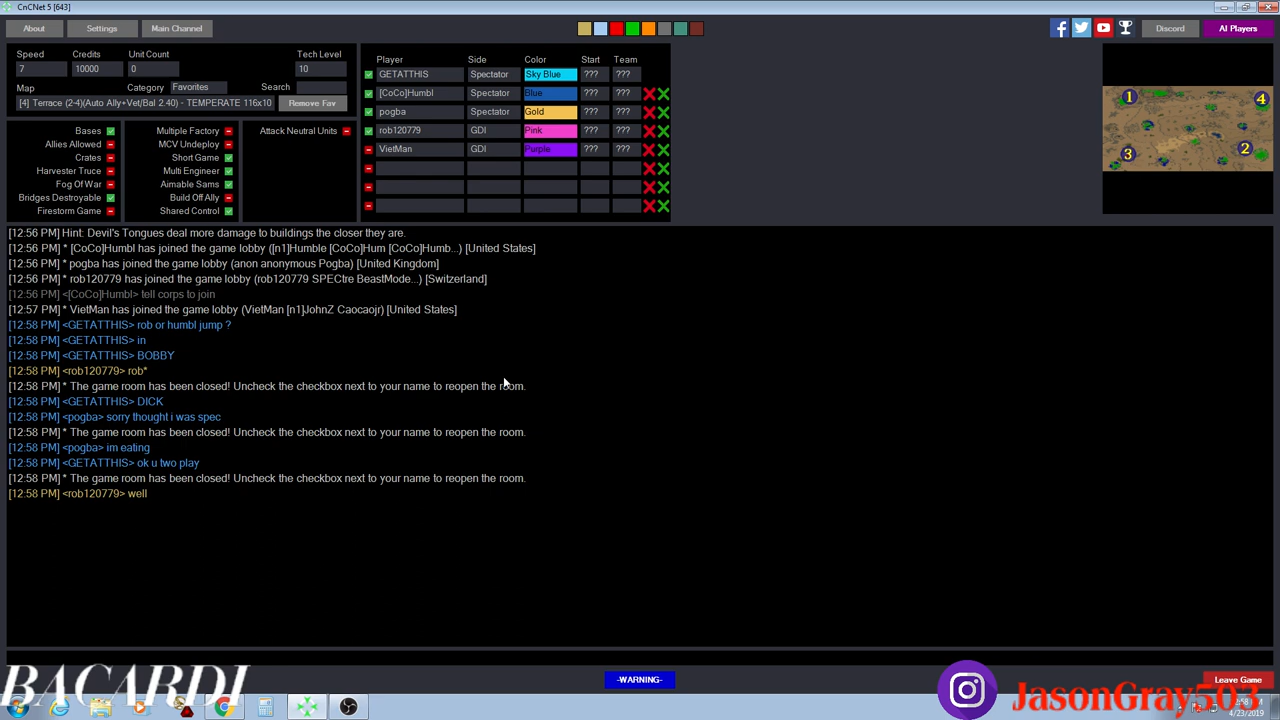 CnCNet 5 [643]
About
Settings
Main Channel
Discord
AI Players
Speed
Credits
Unit Count
Tech Level
7
10000
0
10
Map
Category
Favorites
Search
[4] Terrace (2-4)(Auto Ally+Vet/Bal 2.40) - TEMPERATE 116x10
Remove Fav
Bases
Allies Allowed
Crates
Harvester Truce
Fog Of War
Bridges Destroyable
Firestorm Game
Multiple Factory
MCV Undeploy
Short Game
Multi Engineer
Aimable Sams
Build Off Ally
Shared Control
Attack Neutral Units
Player Side Color Start Team
GETATTHIS Spectator Sky Blue ??? ???
[CoCo]Humbl Spectator Blue ??? ???
pogba Spectator Gold ??? ???
rob120779 GDI Pink ??? ???
VietMan GDI Purple ??? ???
1
4
3
2
[12:56 PM] Hint: Devil's Tongues deal more damage to buildings the closer they are.
[12:56 PM] * [CoCo]Humbl has joined the game lobby ([n1]Humble [CoCo]Hum [CoCo]Humb...) [United States]
[12:56 PM] * pogba has joined the game lobby (anon anonymous Pogba) [United Kingdom]
[12:56 PM] * rob120779 has joined the game lobby (rob120779 SPECtre BeastMode...) [Switzerland]
[12:56 PM] <[CoCo]Humbl> tell corps to join
[12:57 PM] * VietMan has joined the game lobby (VietMan [n1]JohnZ Caocaojr) [United States]
[12:58 PM] <GETATTHIS> rob or humbl jump ?
[12:58 PM] <GETATTHIS> in
[12:58 PM] <GETATTHIS> BOBBY
[12:58 PM] <rob120779> rob*
[12:58 PM] * The game room has been closed! Uncheck the checkbox next to your name to reopen the room.
[12:58 PM] <GETATTHIS> DICK
[12:58 PM] <pogba> sorry thought i was spec
[12:58 PM] * The game room has been closed! Uncheck the checkbox next to your name to reopen the room.
[12:58 PM] <pogba> im eating
[12:58 PM] <GETATTHIS> ok u two play
[12:58 PM] * The game room has been closed! Uncheck the checkbox next to your name to reopen the room.
[12:58 PM] <rob120779> well
-WARNING-
Leave Game
BACARDI
JasonGray503
4/23/2019